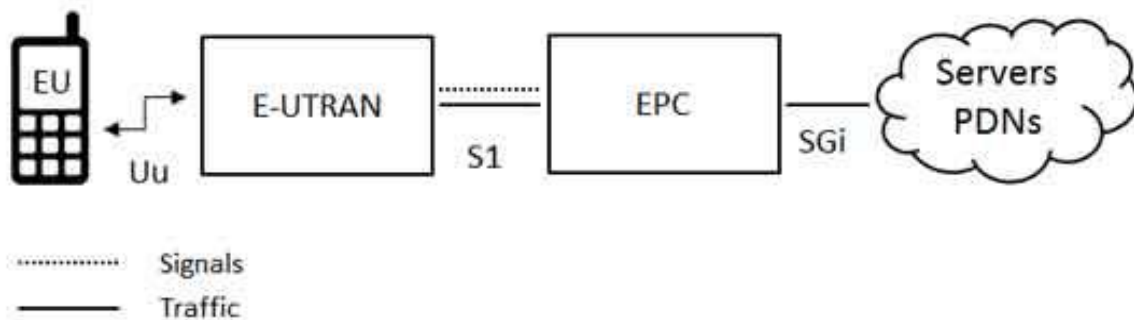 EU
Uu
E-UTRAN
S1
EPC
SGi
Servers
PDNs
Signals
Traffic